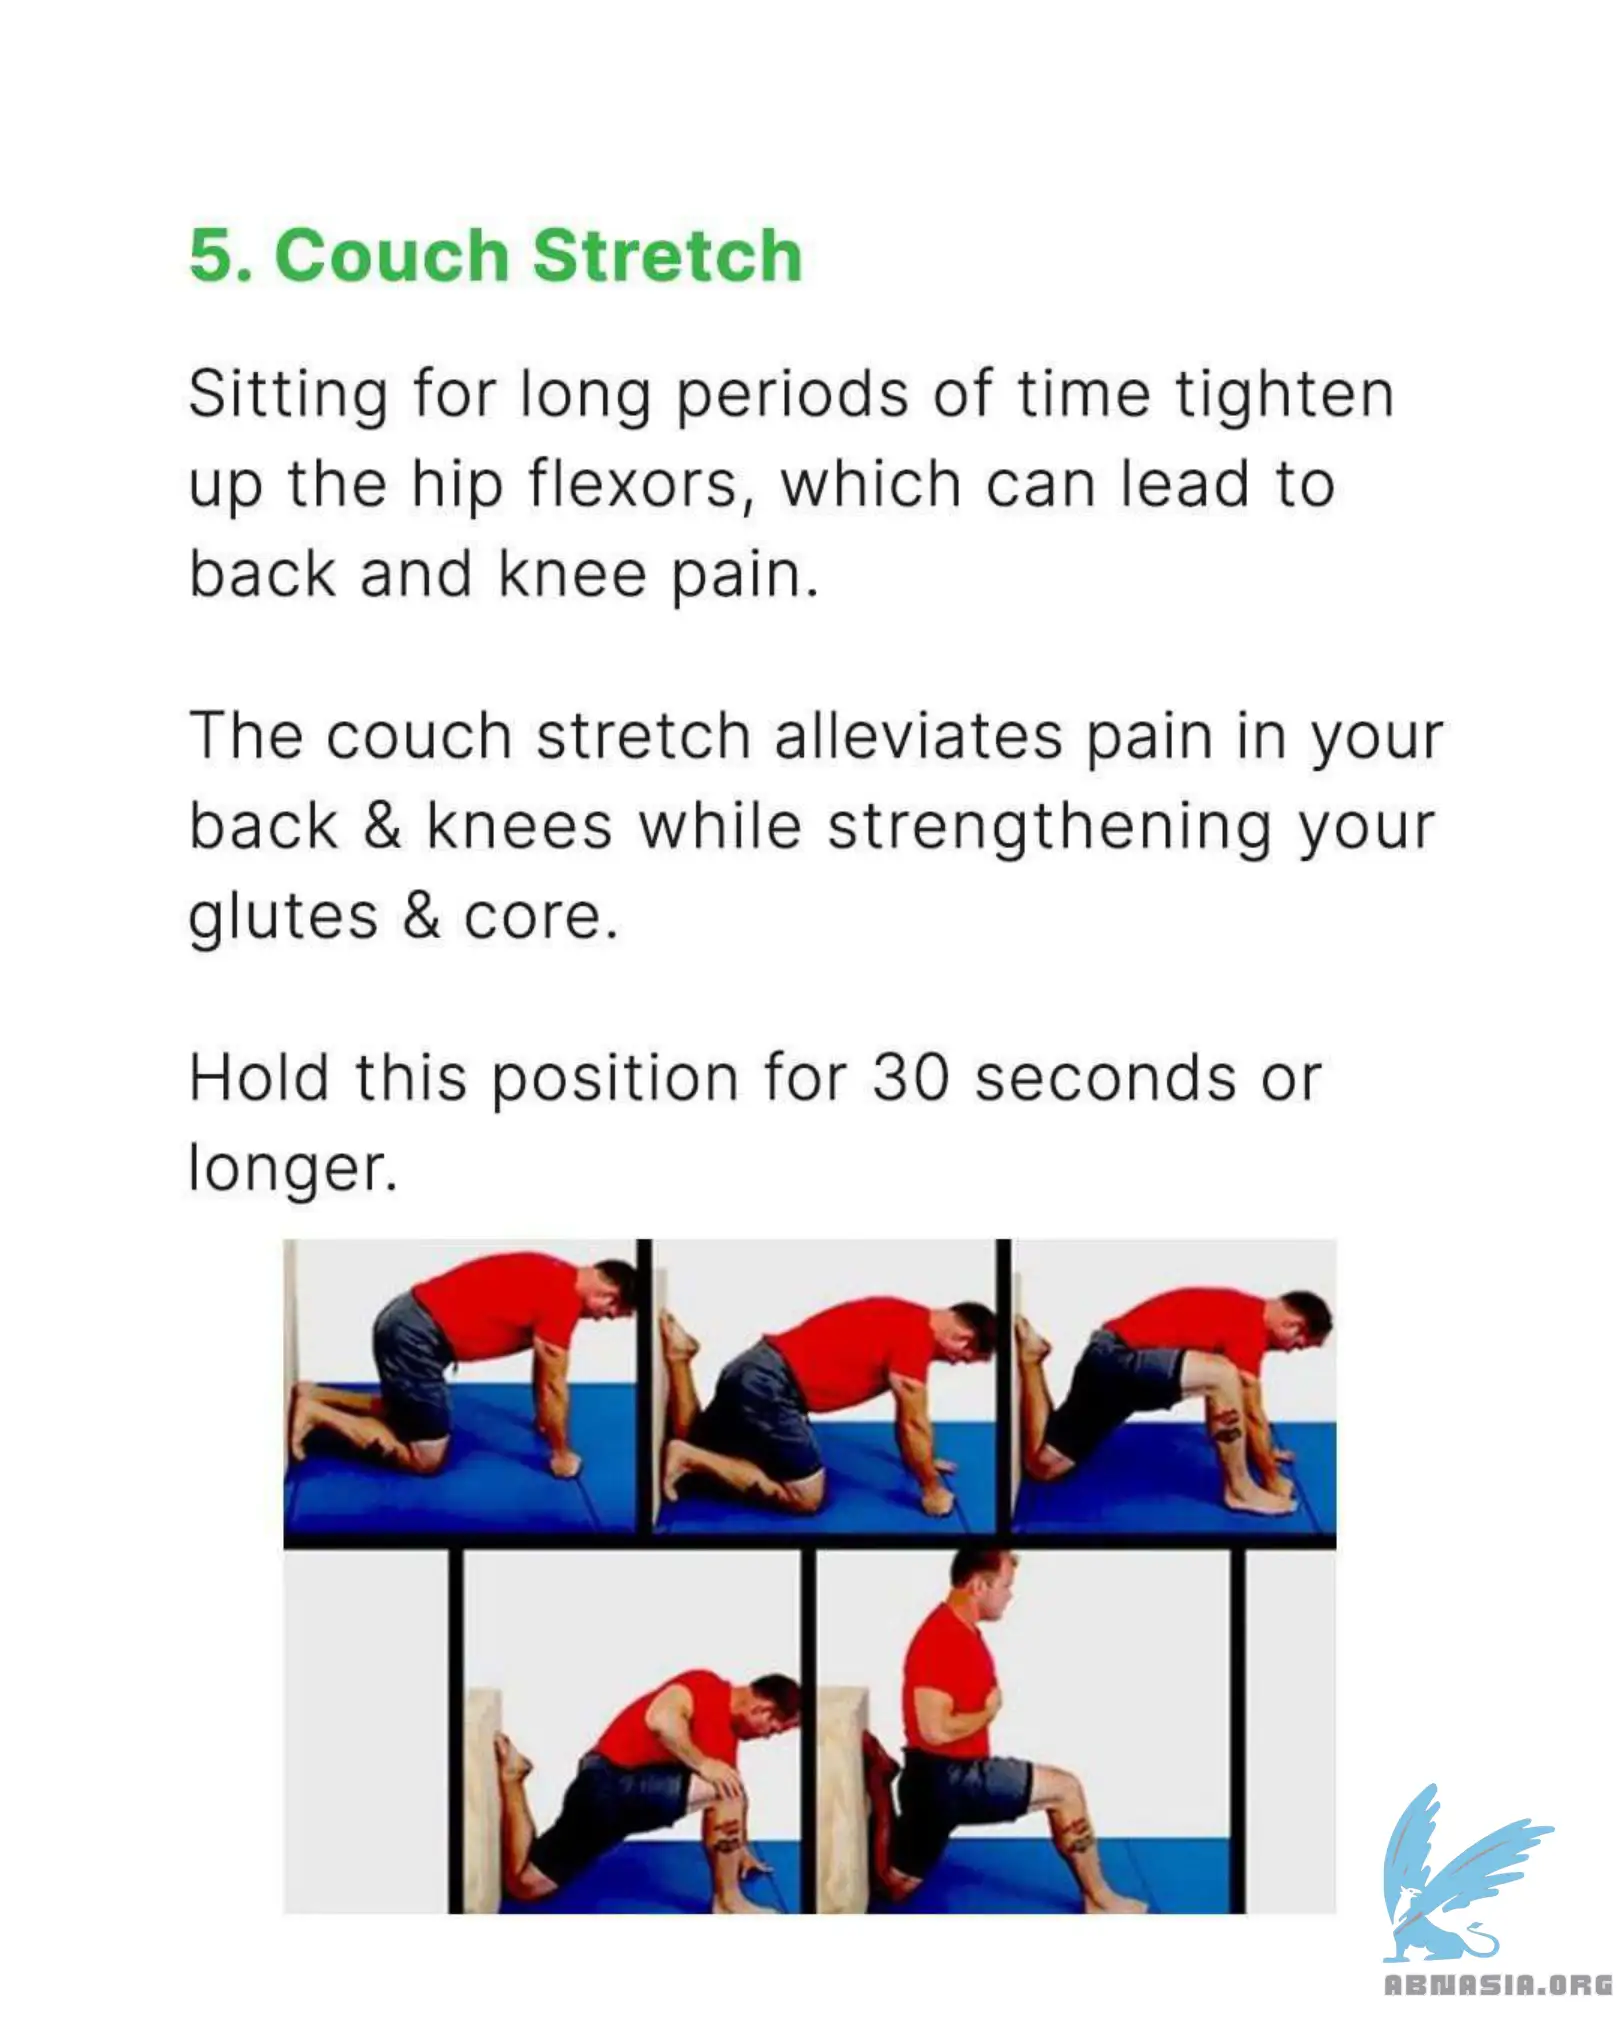 5. Couch Stretch
Sitting for long periods of time tighten
up the hip flexors, which can lead to
back and knee pain.
The couch stretch alleviates pain in your
back & knees while strengthening your
glutes & core.
Hold this position for 30 seconds or
longer.
ABNASIA.ORG